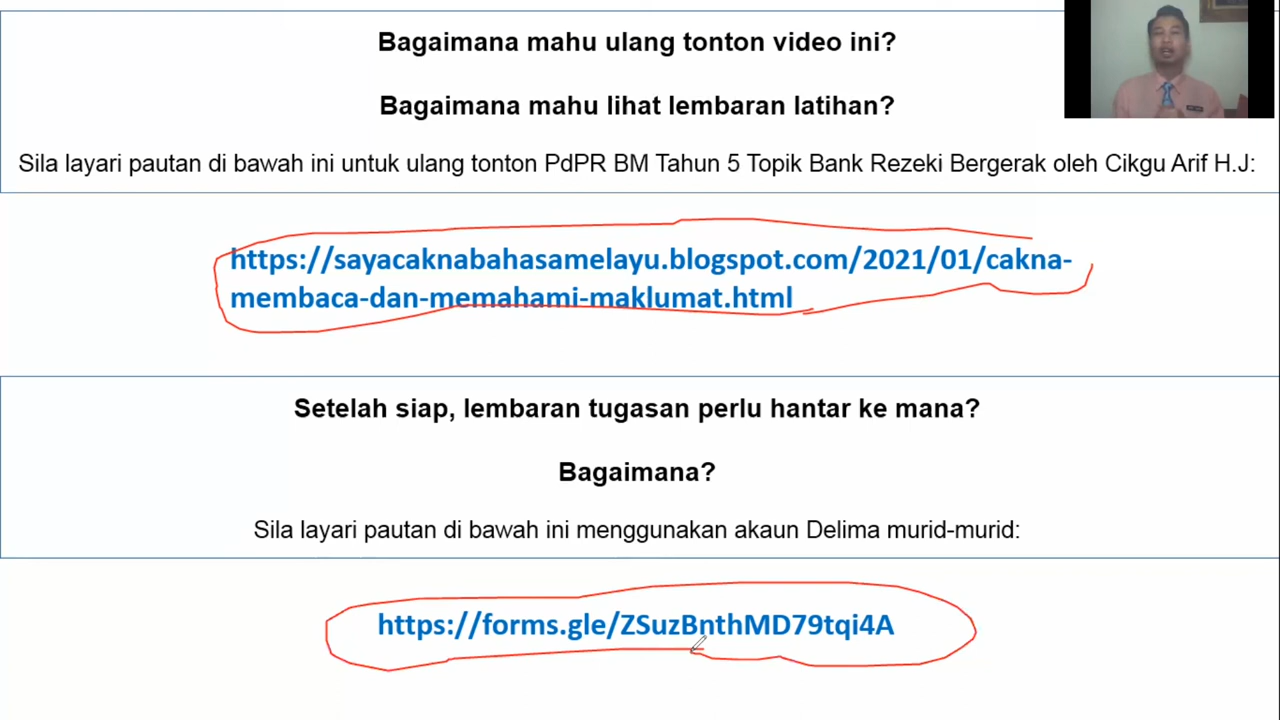 Bagaimana mahu ulang tonton video ini?
Bagaimana mahu lihat lembaran latihan?
Sila layari pautan di bawah ini untuk ulang tonton PdPR BM Tahun 5 Topik Bank Rezeki Bergerak oleh Cikgu Arif H.J:
https://sayacaknabahasamelayu.blogspot.com/2021/01/cakna-
membaca-dan-memahami-maklumat.html
Setelah siap, lembaran tugasan perlu hantar ke mana?
Bagaimana?
Sila layari pautan di bawah ini menggunakan akaun Delima murid-murid:
https://forms.gle/ZSuzBnthMD79tqi4A